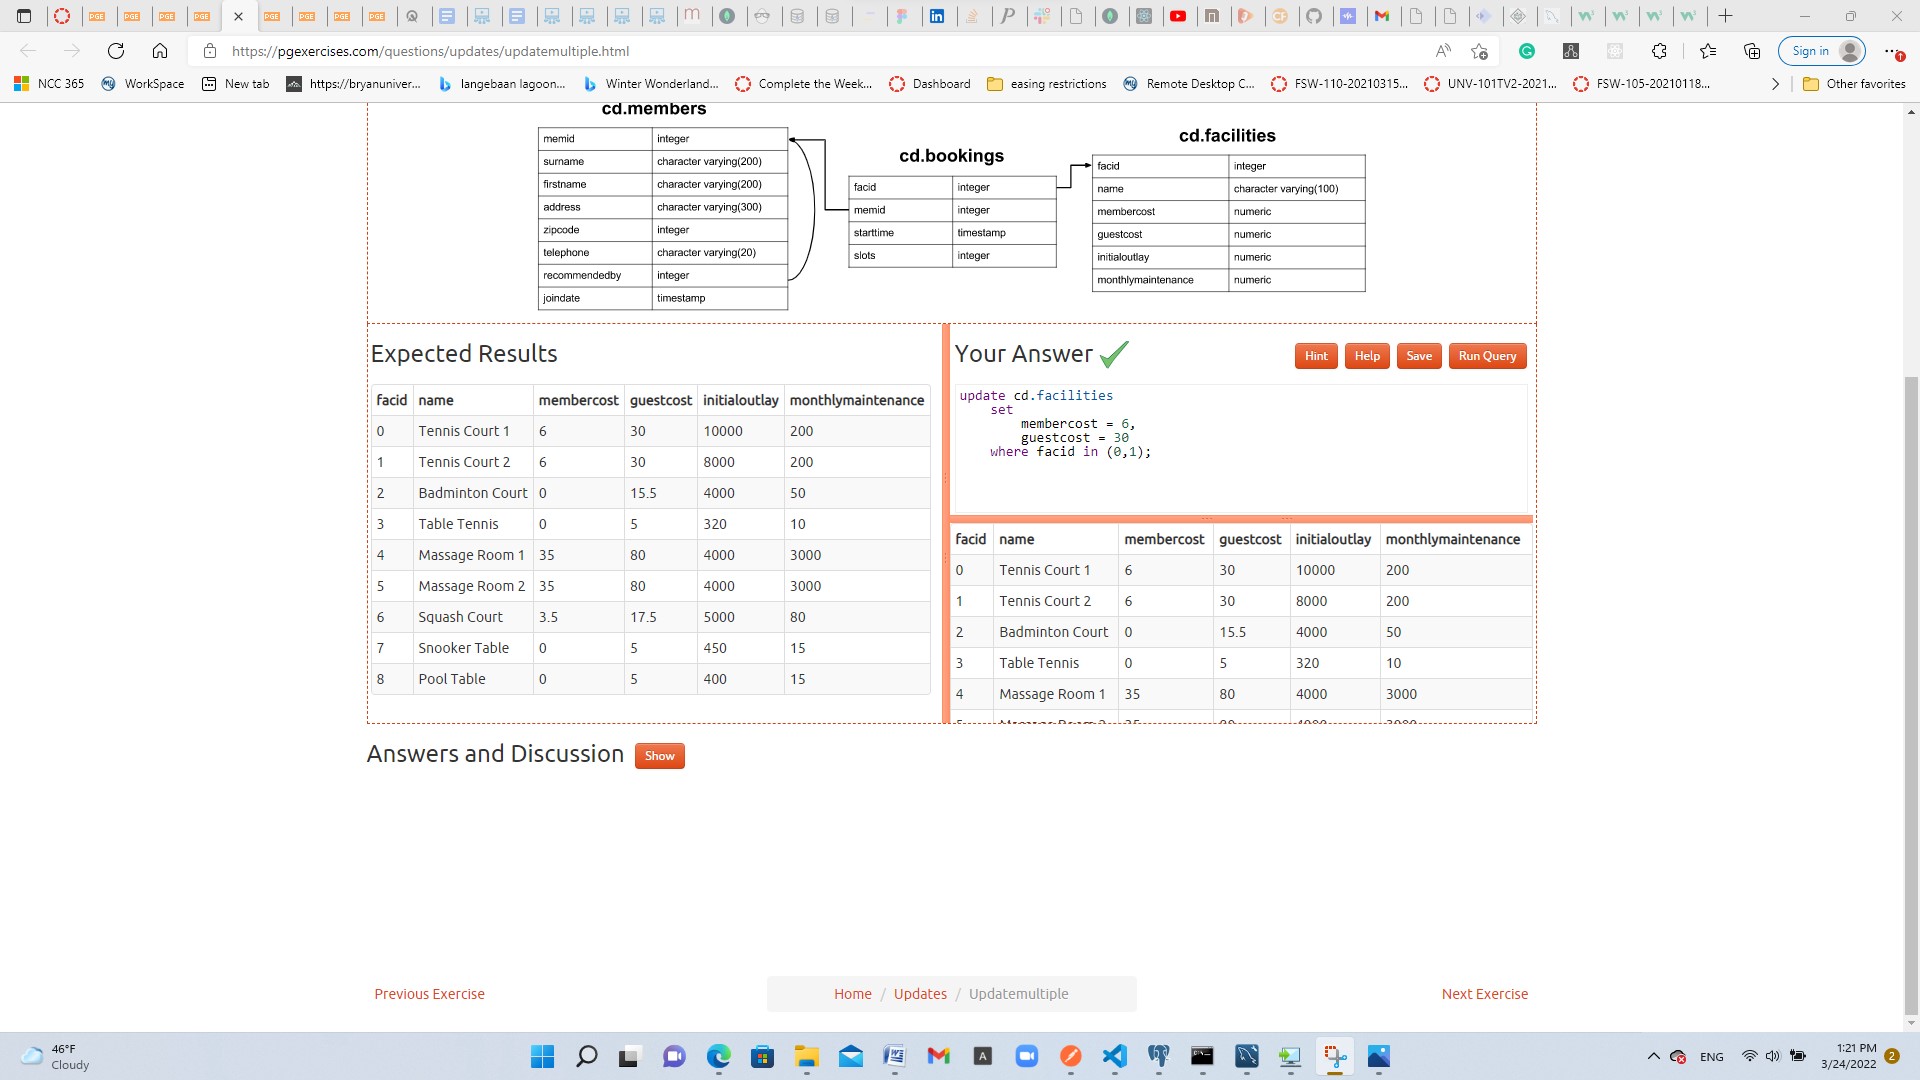 https://pgexercises.com/questions/updates/updatemultiple.html
Sign in
NCC 365
WorkSpace
New tab
https://bryanuniver...
langebaan lagoon...
Winter Wonderland...
Complete the Week...
Dashboard
easing restrictions
Remote Desktop C...
FSW-110-20210315...
UNV-101TV2-2021...
FSW-105-20210118...
Other favorites
cd.members
memid integer
surname character varying(200)
firstname character varying(200)
address character varying(300)
zipcode integer
telephone character varying(20)
recommendedby integer
joindate timestamp
cd.bookings
facid integer
memid integer
starttime timestamp
slots integer
cd.facilities
facid integer
name character varying(100)
membercost numeric
guestcost numeric
initialoutlay numeric
monthlymaintenance numeric
Expected Results
facid name membercost guestcost initialoutlay monthlymaintenance
0 Tennis Court 1 6 30 10000 200
1 Tennis Court 2 6 30 8000 200
2 Badminton Court 0 15.5 4000 50
3 Table Tennis 0 5 320 10
4 Massage Room 1 35 80 4000 3000
5 Massage Room 2 35 80 4000 3000
6 Squash Court 3.5 17.5 5000 80
7 Snooker Table 0 5 450 15
8 Pool Table 0 5 400 15
Your Answer
Hint Help Save Run Query
update cd.facilities
set
membercost = 6,
guestcost = 30
where facid in (0,1);
facid name membercost guestcost initialoutlay monthlymaintenance
0 Tennis Court 1 6 30 10000 200
1 Tennis Court 2 6 30 8000 200
2 Badminton Court 0 15.5 4000 50
3 Table Tennis 0 5 320 10
4 Massage Room 1 35 80 4000 3000
Answers and Discussion Show
Previous Exercise
Home / Updates / Updatemultiple
Next Exercise
46°F
Cloudy
ENG
1:21 PM
3/24/2022
2